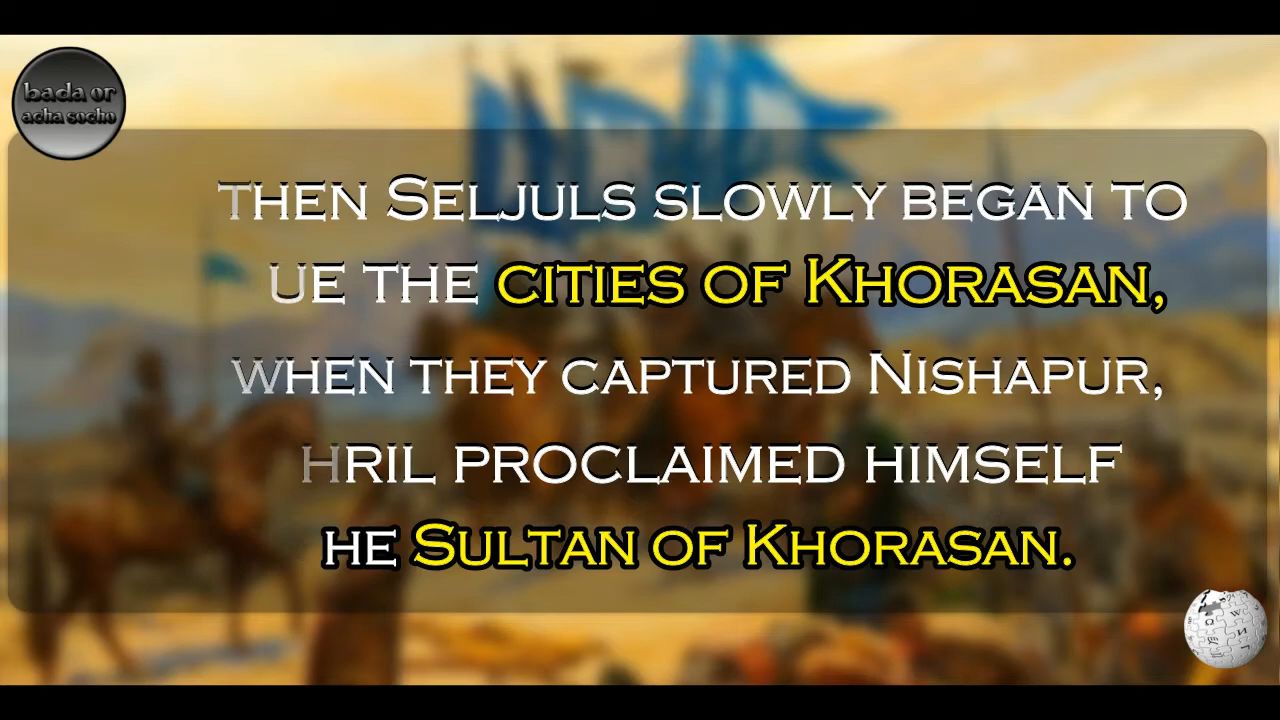 bada or
acha socho
THEN SELJULS SLOWLY BEGAN TO
UE THE CITIES OF KHORASAN,
WHEN THEY CAPTURED NISHAPUR,
HRIL PROCLAIMED HIMSELF
HE SULTAN OF KHORASAN.